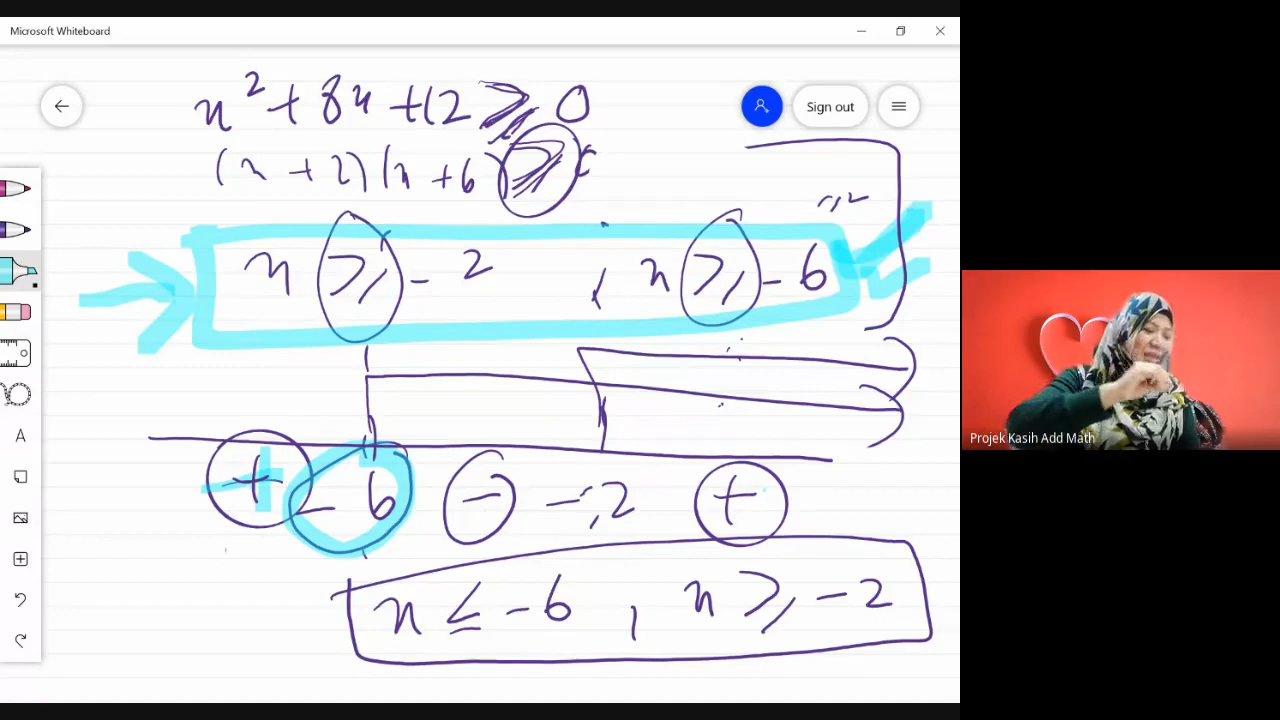 Microsoft Whiteboard
Sign out
x² + 8x + 12 ≥ 0
(x + 2)(x + 6) ≥ 0
x ≥ -2 , x ≥ -6
+ -6 - -2 +
x ≤ -6 , x ≥ -2
A
Projek Kasih Add Math